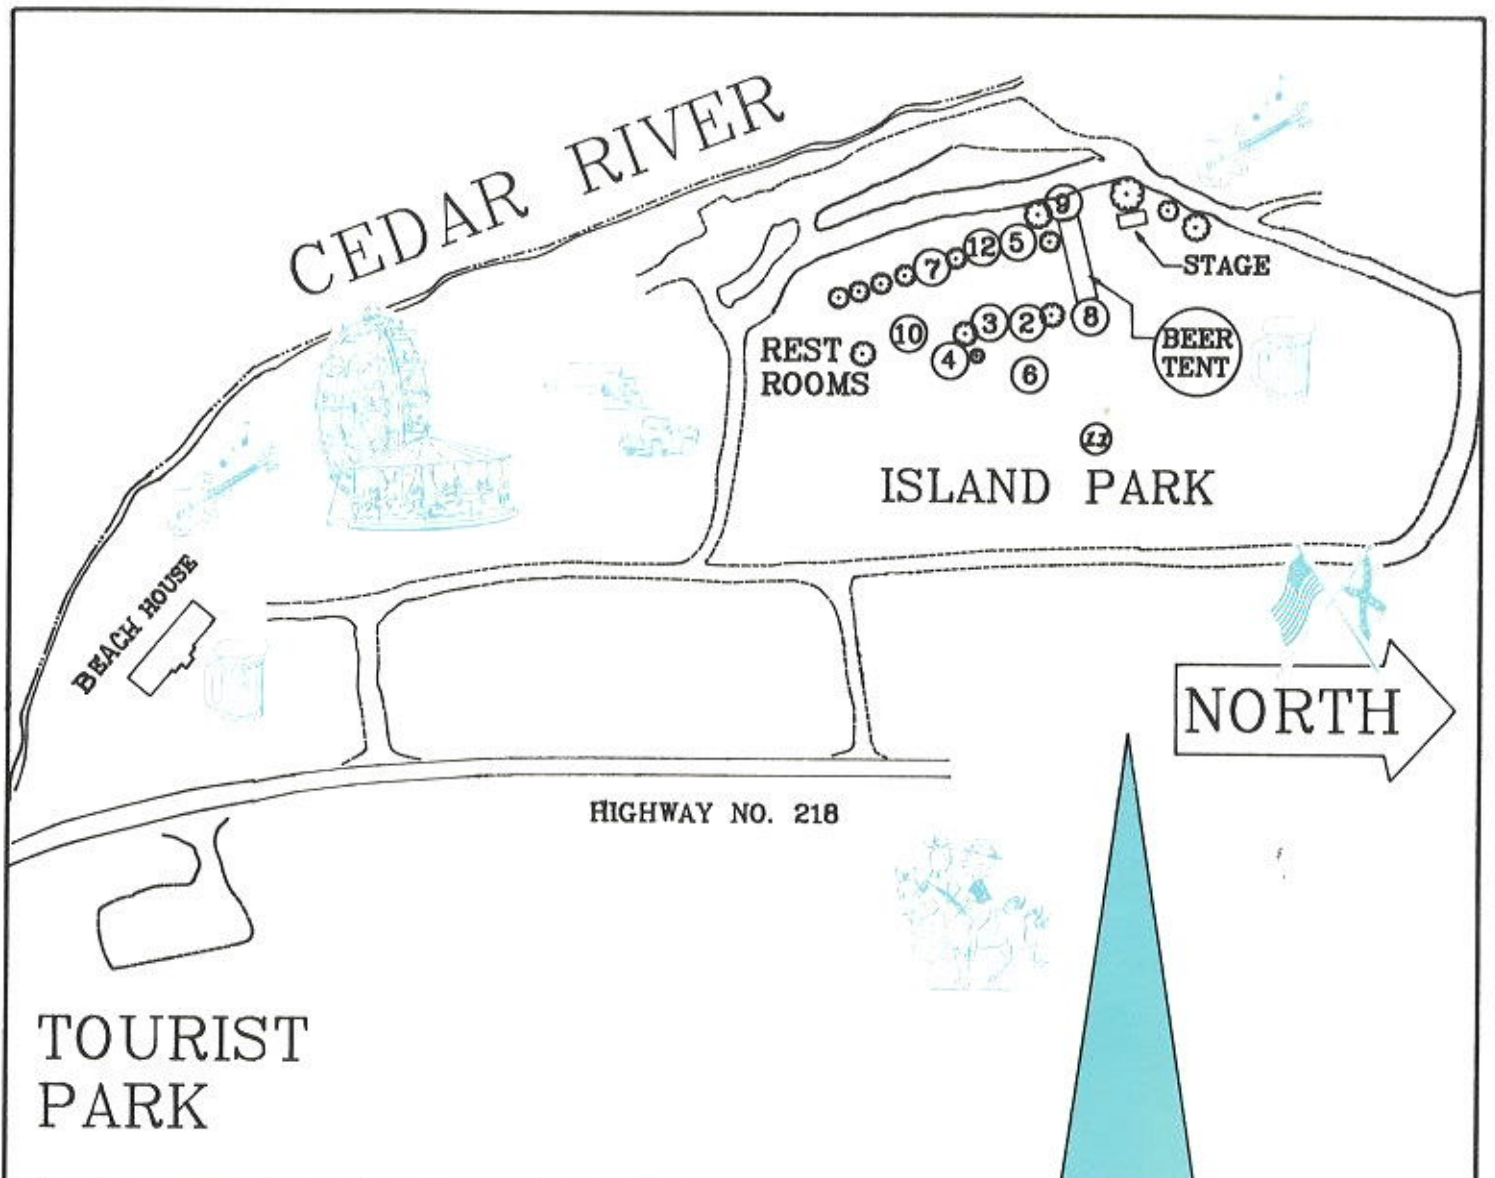 CEDAR RIVER
9
STAGE
5
12
7
8
2
3
10
4
6
BEER
TENT
REST
ROOMS
11
ISLAND PARK
BEACH HOUSE
NORTH
HIGHWAY NO. 218
TOURIST
PARK